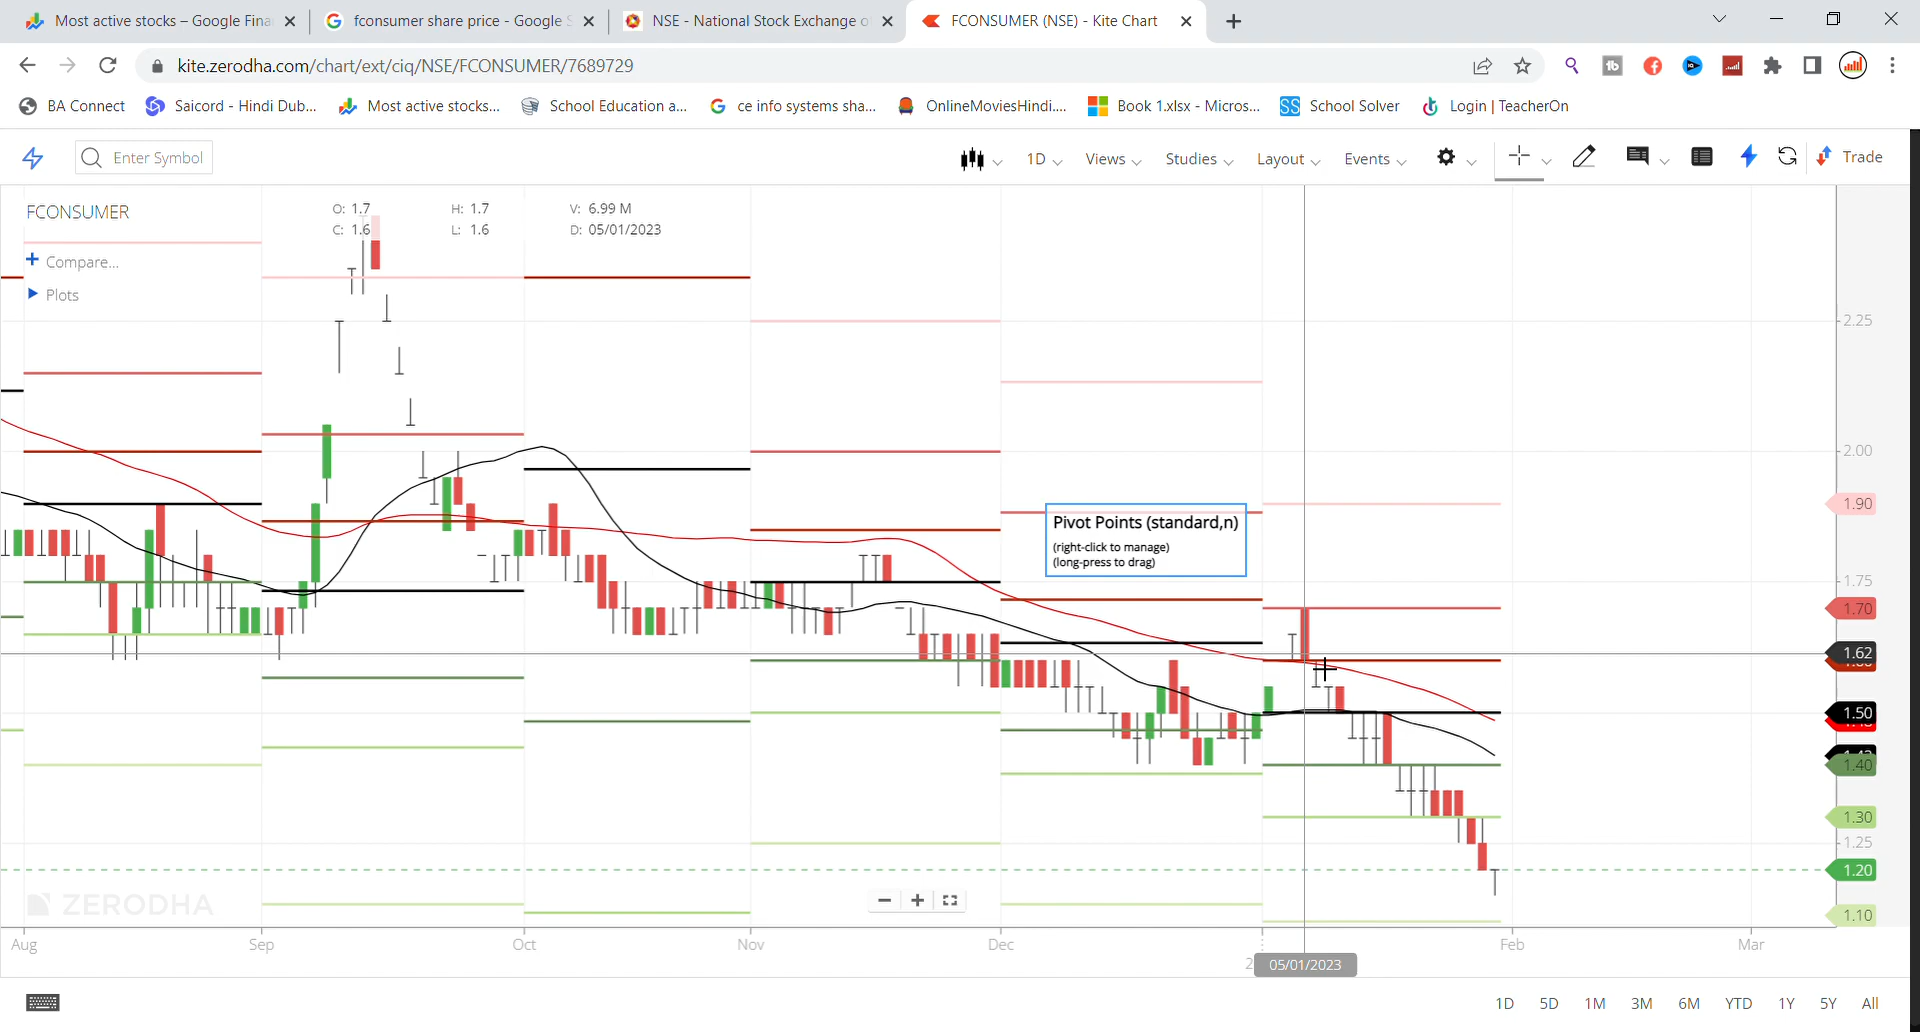 Most active stocks – Google Fina
fconsumer share price - Google S
NSE - National Stock Exchange o
FCONSUMER (NSE) - Kite Chart
kite.zerodha.com/chart/ext/ciq/NSE/FCONSUMER/7689729
BA Connect
Saicord - Hindi Dub...
Most active stocks...
School Education a...
ce info systems sha...
OnlineMoviesHindi....
Book 1.xlsx - Micros...
SS School Solver
Login | TeacherOn
Enter Symbol
1D
Views
Studies
Layout
Events
Trade
FCONSUMER
O: 1.7 H: 1.7 V: 6.99 M
C: 1.6 L: 1.6 D: 05/01/2023
Compare...
Plots
2.25
2.00
1.90
Pivot Points (standard,n)
(right-click to manage)
(long-press to drag)
1.75
1.70
1.62
1.50
1.40
1.30
1.25
1.20
ZERODHA
1.10
Aug Sep Oct Nov Dec Feb Mar
2
05/01/2023
1D 5D 1M 3M 6M YTD 1Y 5Y All